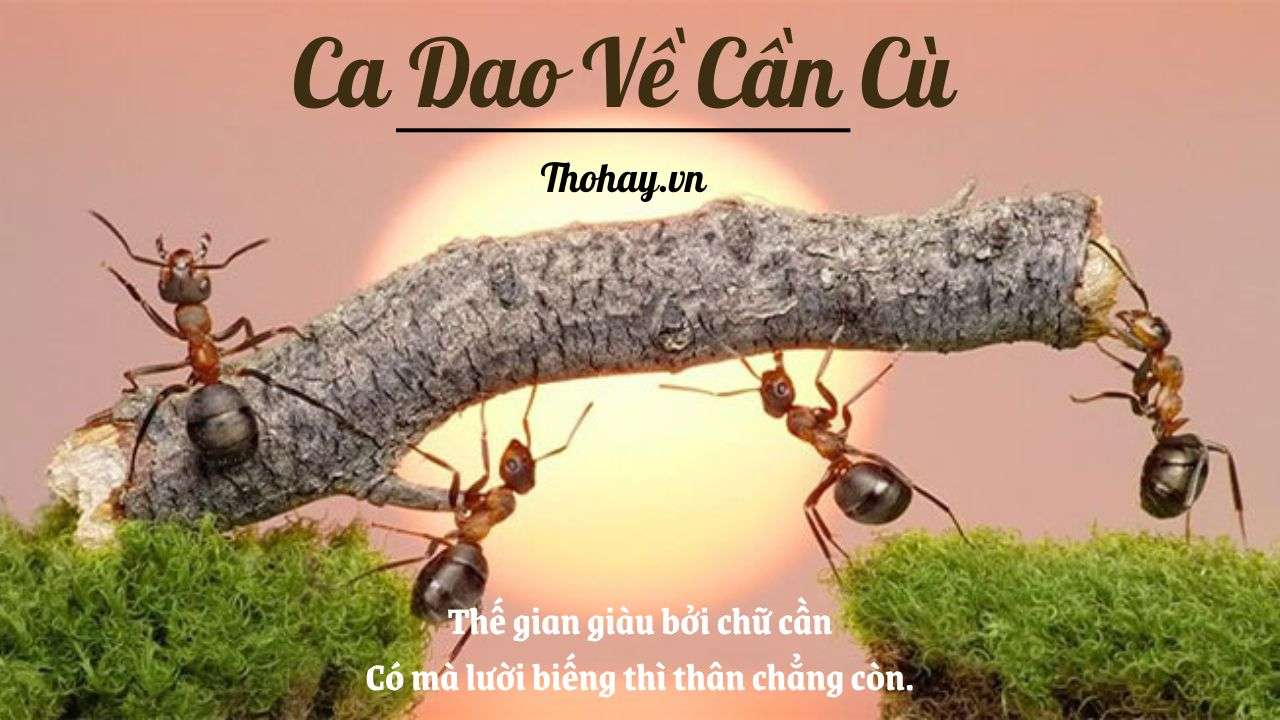 Ca Dao Về Cần Cù
Thohay.vn
Thế gian giàu bởi chữ cần
Có mà lười biếng thì thân chẳng còn.